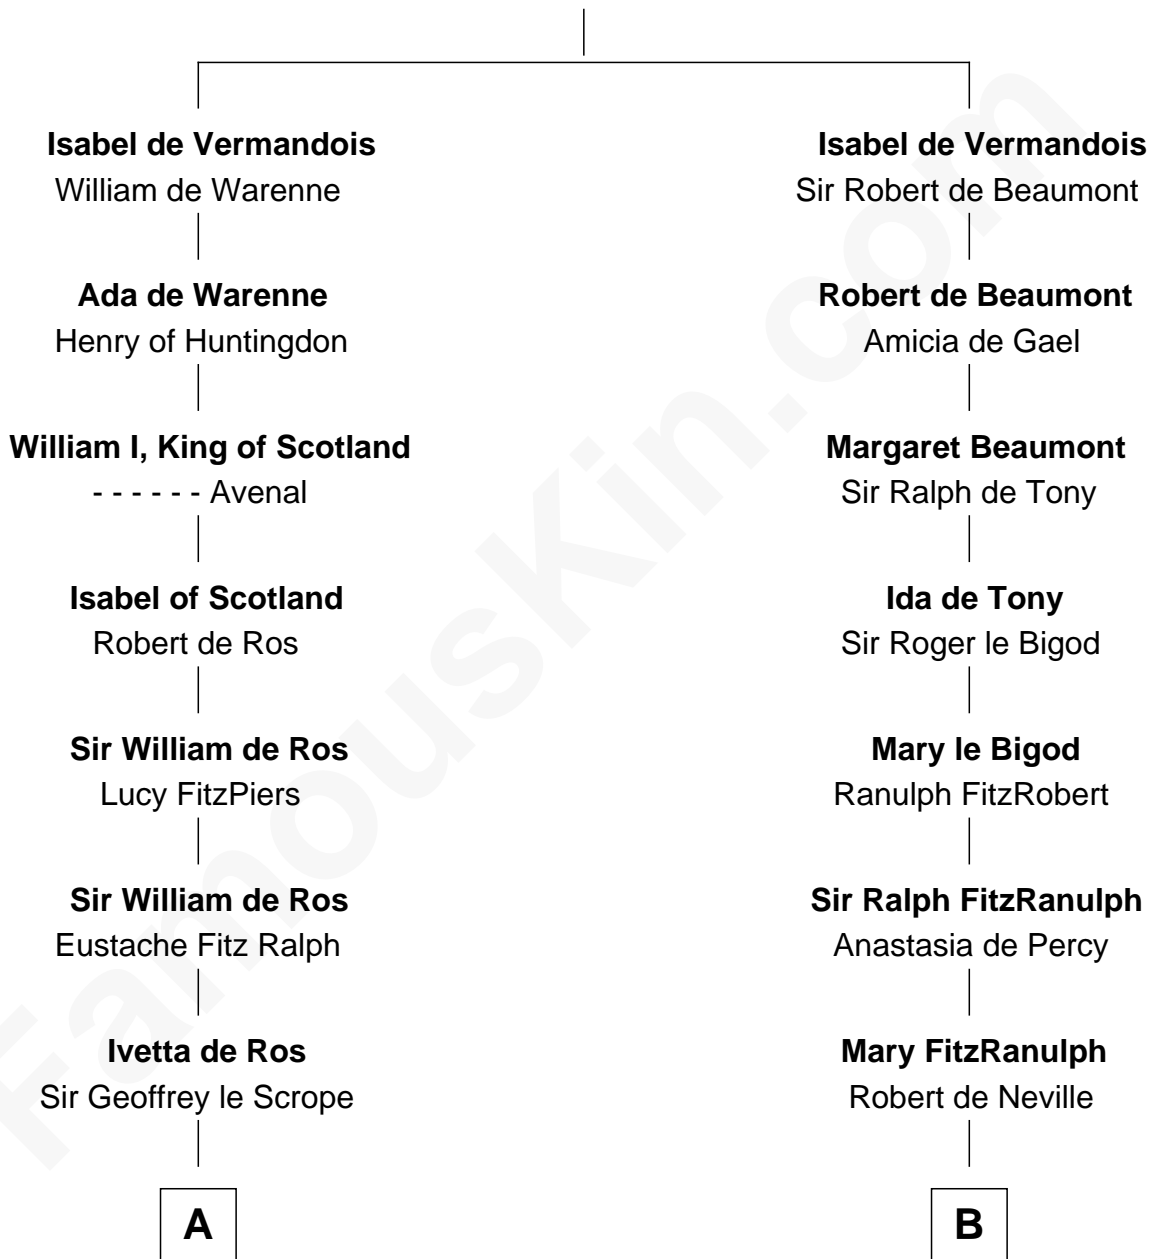 Isabel de Vermandois
William de Warenne
Ada de Warenne
Henry of Huntingdon
William I, King of Scotland
- - - - - - Avenal
Isabel of Scotland
Robert de Ros
Sir William de Ros
Lucy FitzPiers
Sir William de Ros
Eustache Fitz Ralph
Ivetta de Ros
Sir Geoffrey le Scrope
A
Isabel de Vermandois
Sir Robert de Beaumont
Robert de Beaumont
Amicia de Gael
Margaret Beaumont
Sir Ralph de Tony
Ida de Tony
Sir Roger le Bigod
Mary le Bigod
Ranulph FitzRobert
Sir Ralph FitzRanulph
Anastasia de Percy
Mary FitzRanulph
Robert de Neville
B
FamousKin.com